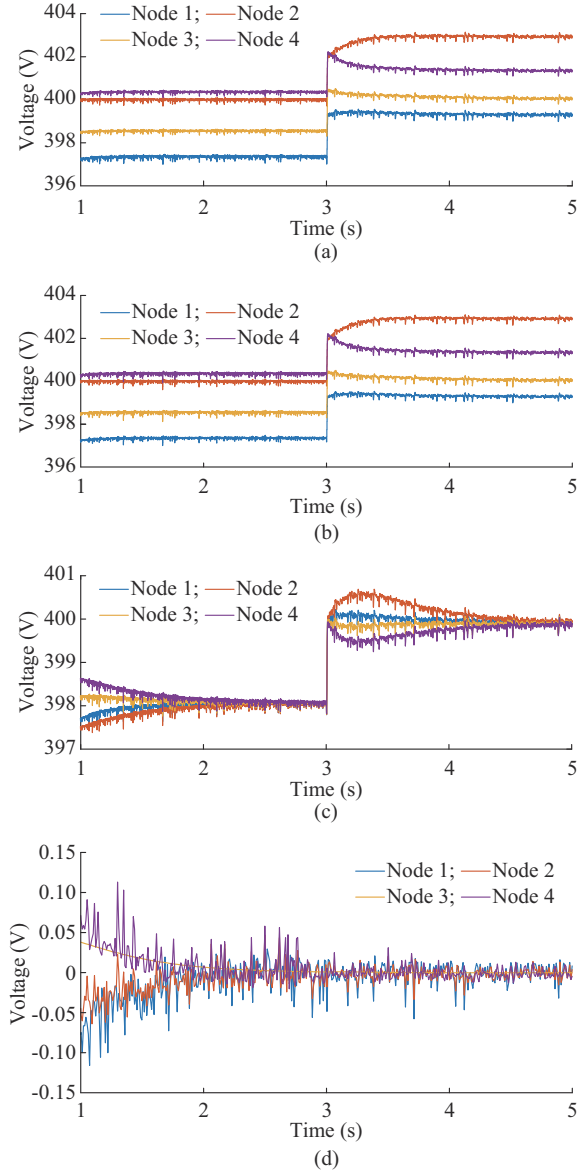 404
402
400
398
396
Voltage (V)
Node 1; Node 2
Node 3; Node 4
1 2 3 4 5
Time (s)
(a)
404
402
400
398
396
Voltage (V)
Node 1; Node 2
Node 3; Node 4
1 2 3 4 5
Time (s)
(b)
401
400
399
398
397
Voltage (V)
Node 1; Node 2
Node 3; Node 4
1 2 3 4 5
Time (s)
(c)
0.15
0.10
0.05
0
-0.05
-0.10
-0.15
Voltage (V)
Node 1; Node 2
Node 3; Node 4
1 2 3 4 5
Time (s)
(d)